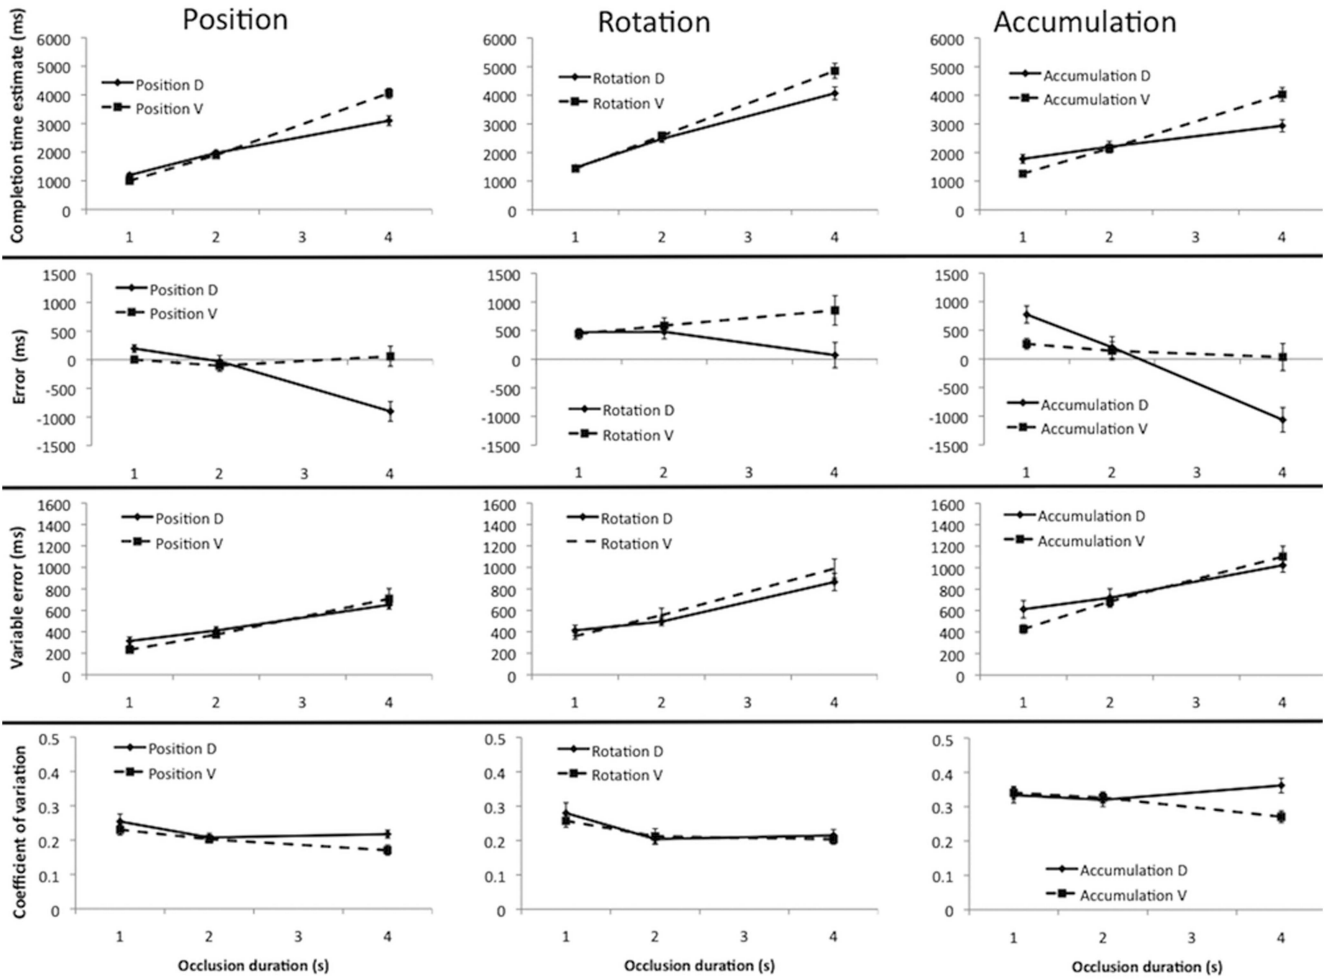 Position
Rotation
Accumulation
Completion time estimate (ms)
6000
5000
4000
3000
2000
1000
0
Position D
Position V
1 2 3 4
6000
5000
4000
3000
2000
1000
0
Rotation D
Rotation V
1 2 3 4
6000
5000
4000
3000
2000
1000
0
Accumulation D
Accumulation V
1 2 3 4
Error (ms)
1500
1000
500
0
-500
-1000
-1500
Position D
Position V
1 2 3 4
1500
1000
500
0
-500
-1000
-1500
Rotation D
Rotation V
1 2 3 4
1500
1000
500
0
-500
-1000
-1500
Accumulation D
Accumulation V
1 2 3 4
Variable error (ms)
1600
1400
1200
1000
800
600
400
200
0
Position D
Position V
1 2 3 4
1600
1400
1200
1000
800
600
400
200
0
Rotation D
Rotation V
1 2 3 4
1600
1400
1200
1000
800
600
400
200
0
Accumulation D
Accumulation V
1 2 3 4
Coefficient of variation
0.5
0.4
0.3
0.2
0.1
0
Position D
Position V
1 2 3 4
Occlusion duration (s)
0.5
0.4
0.3
0.2
0.1
0
Rotation D
Rotation V
1 2 3 4
Occlusion duration (s)
0.5
0.4
0.3
0.2
0.1
0
Accumulation D
Accumulation V
1 2 3 4
Occlusion duration (s)